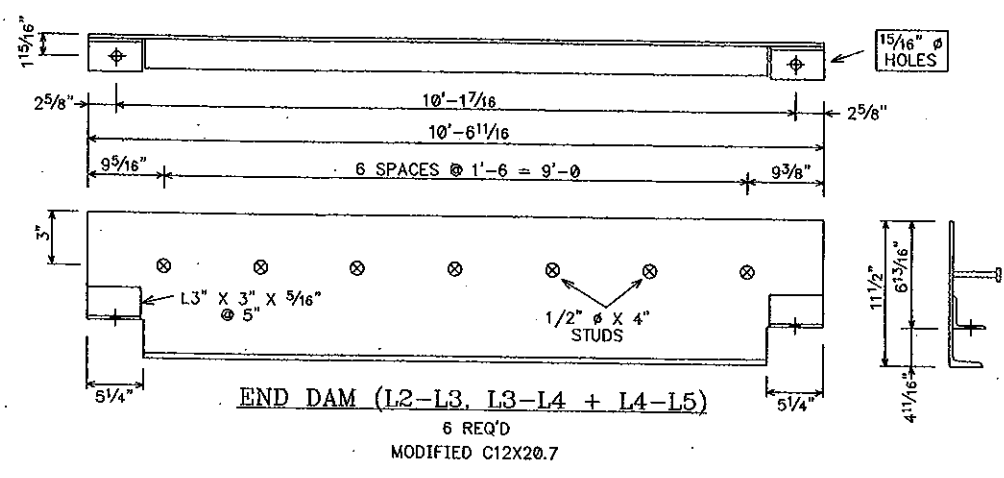 1 15/16"
15/16" ø
HOLES
2 5/8"
10'-1 7/16
2 5/8"
10'-6 11/16
9 5/16"
6 SPACES @ 1'-6 = 9'-0
9 3/8"
3"
L3" X 3" X 5/16"
@ 5"
1/2" ø X 4"
STUDS
11 1/2"
6 13/16"
4 11/16"
5 1/4"
5 1/4"
END DAM (L2-L3, L3-L4 + L4-L5)
6 REQ'D
MODIFIED C12X20.7